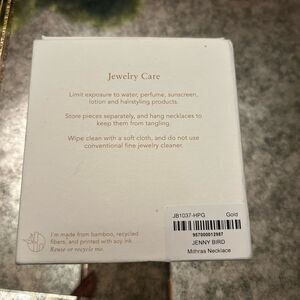 Jewelry Care
Limit exposure to water, perfume, sunscreen,
lotion and hairstyling products.
Store pieces separately, and hang necklaces to
keep them from tangling.
Wipe clean with a soft cloth, and do not use
conventional fine jewelry cleaner.
I'm made from bamboo, recycled
fibers, and printed with soy ink.
Reuse or recycle me.
JB1037-HPG Gold
957000012987
JENNY BIRD
Mithras Necklace